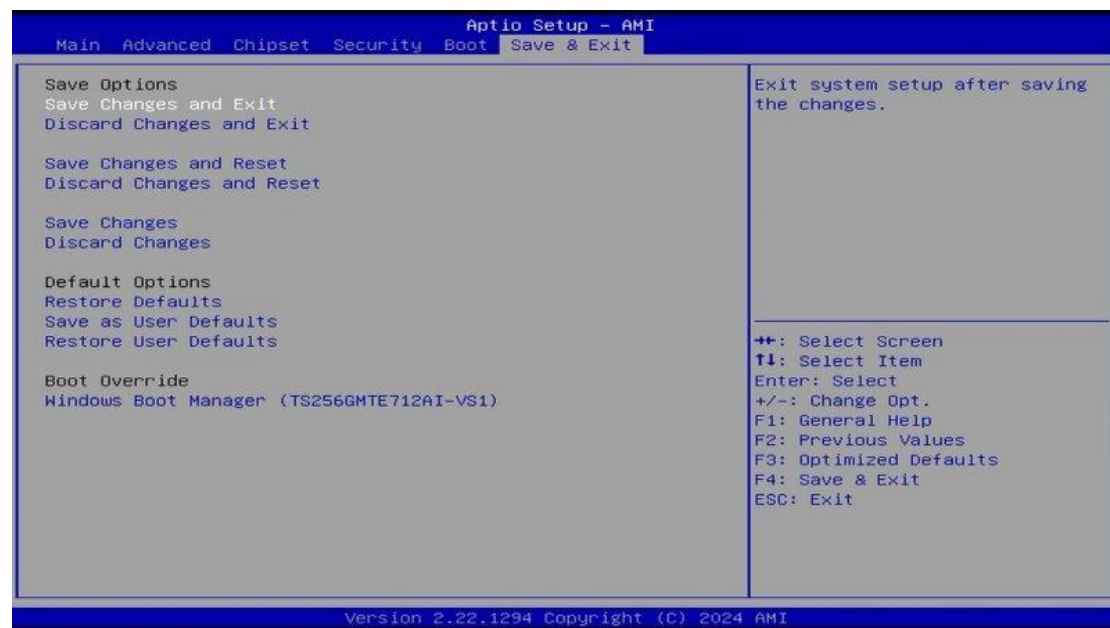 Aptio Setup – AMI
Main Advanced Chipset Security Boot Save & Exit
Save Options
Save Changes and Exit
Discard Changes and Exit
Save Changes and Reset
Discard Changes and Reset
Save Changes
Discard Changes
Default Options
Restore Defaults
Save as User Defaults
Restore User Defaults
Boot Override
Windows Boot Manager (TS256GMTE712AI-VS1)
Exit system setup after saving
the changes.
→←: Select Screen
↑↓: Select Item
Enter: Select
+/-: Change Opt.
F1: General Help
F2: Previous Values
F3: Optimized Defaults
F4: Save & Exit
ESC: Exit
Version 2.22.1294 Copyright (C) 2024 AMI